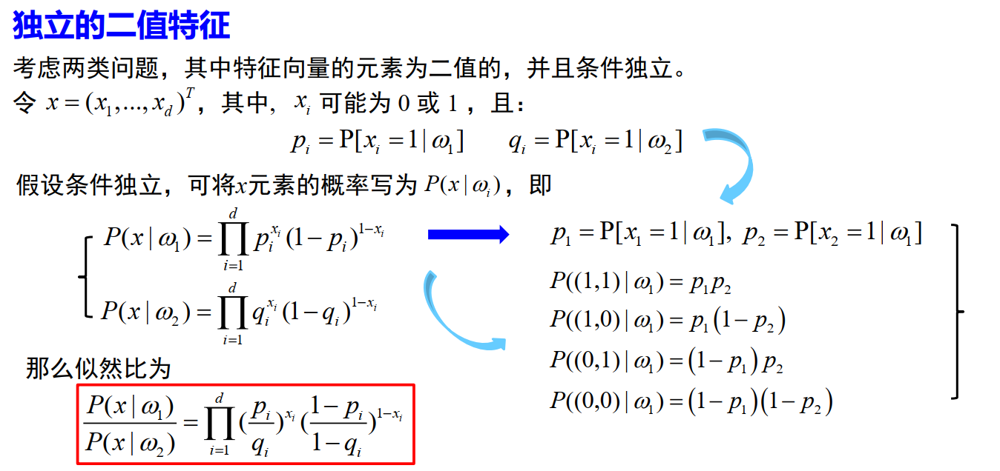 独立的二值特征
考虑两类问题，其中特征向量的元素为二值的，并且条件独立。
令 $x=(x_1,...,x_d)^T$，其中，$x_i$ 可能为 0 或 1，且：
$p_i = \mathrm{P}[x_i=1|\omega_1]$ $q_i = \mathrm{P}[x_i=1|\omega_2]$
假设条件独立，可将$x$元素的概率写为 $P(x|\omega_i)$，即
$P(x|\omega_1)=\prod_{i=1}^{d} p_i^{x_i}(1-p_i)^{1-x_i}$
$P(x|\omega_2)=\prod_{i=1}^{d} q_i^{x_i}(1-q_i)^{1-x_i}$
那么似然比为
$\frac{P(x|\omega_1)}{P(x|\omega_2)}=\prod_{i=1}^{d}(\frac{p_i}{q_i})^{x_i}(\frac{1-p_i}{1-q_i})^{1-x_i}$
$p_1=\mathrm{P}[x_1=1|\omega_1], p_2=\mathrm{P}[x_2=1|\omega_1]$
$P((1,1)|\omega_1)=p_1p_2$
$P((1,0)|\omega_1)=p_1(1-p_2)$
$P((0,1)|\omega_1)=(1-p_1)p_2$
$P((0,0)|\omega_1)=(1-p_1)(1-p_2)$